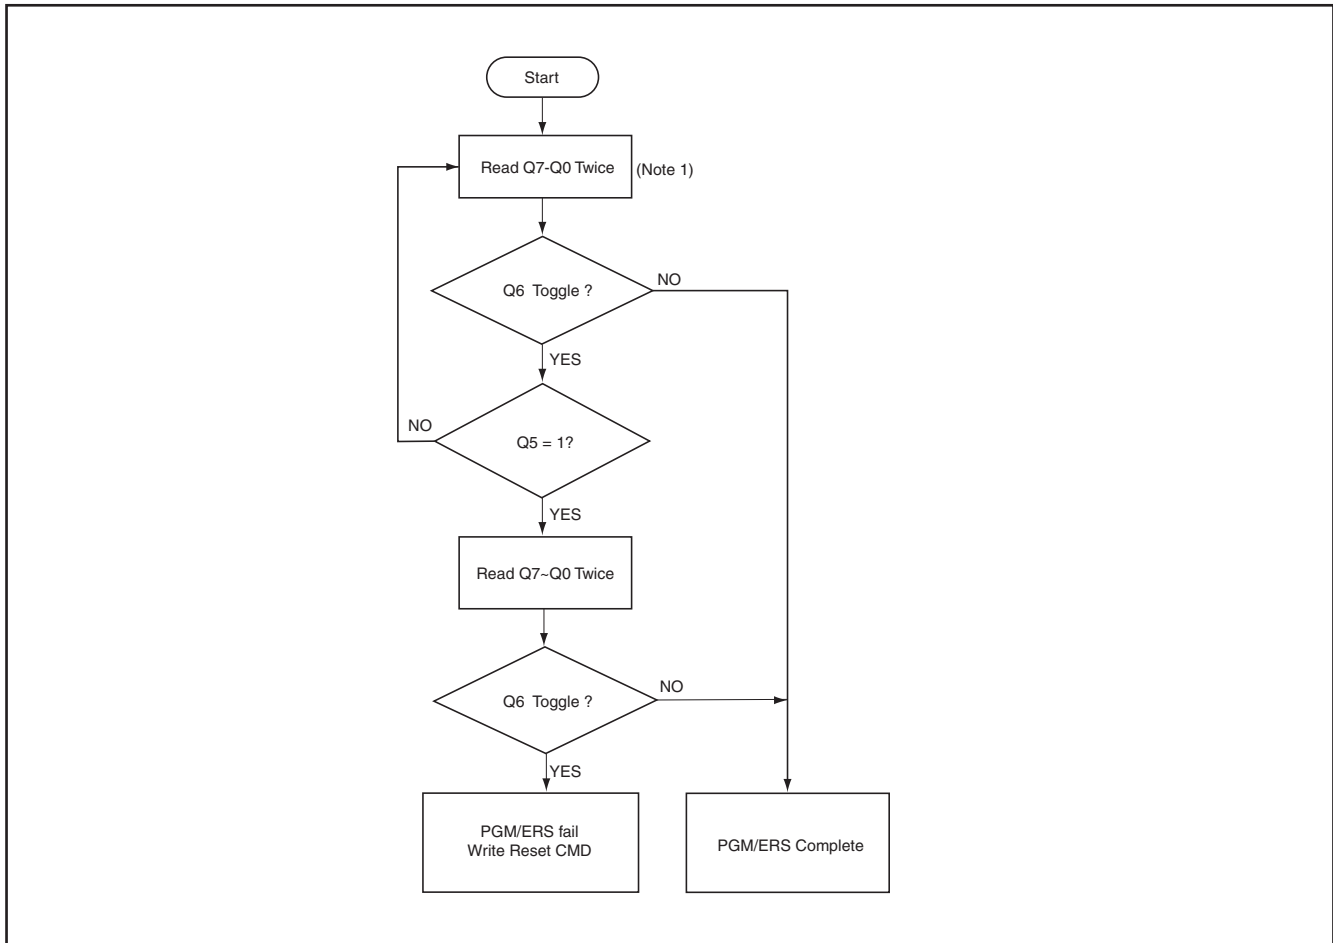 Start
Read Q7-Q0 Twice
(Note 1)
Q6 Toggle ?
NO
YES
NO
Q5 = 1?
YES
Read Q7~Q0 Twice
Q6 Toggle ?
NO
YES
PGM/ERS fail
Write Reset CMD
PGM/ERS Complete